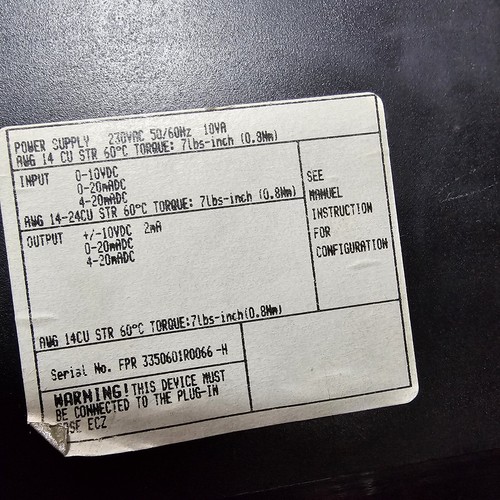 POWER SUPPLY 230VAC 50/60Hz 10VA
AWG 14 CU STR 60°C TORQUE: 7lbs-inch (0.8Nm)
INPUT 0-10VDC
0-20mADC
4-20mADC
AWG 14-24CU STR 60°C TORQUE: 7lbs-inch (0.8Nm)
OUTPUT +/-10VDC 2mA
0-20mADC
4-20mADC
AWG 14CU STR 60°C TORQUE:7lbs-inch(0.8Nm)
SEE
MANUEL
INSTRUCTION
FOR
CONFIGURATION
Serial No. FPR 3350601R0066 -H
WARNING! THIS DEVICE MUST
BE CONNECTED TO THE PLUG-IN
ECZ